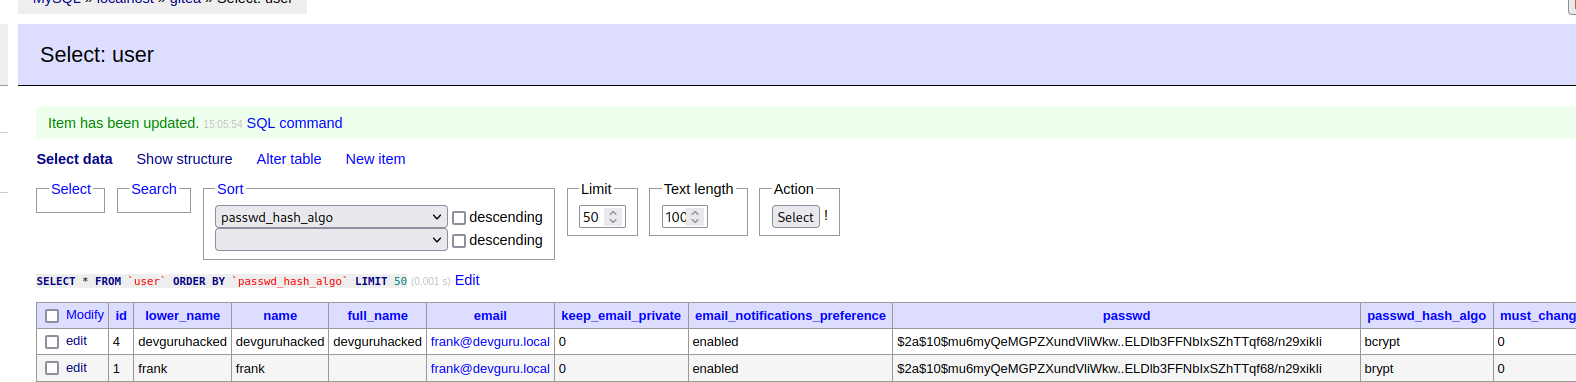 MySQL » localhost » gitea » Select: user
Select: user
Item has been updated. 15:05:54 SQL command
Select data Show structure Alter table New item
Select Search Sort Limit Text length Action
passwd_hash_algo descending 50 100 Select !
descending
SELECT * FROM `user` ORDER BY `passwd_hash_algo` LIMIT 50 (0.001 s) Edit
Modify id lower_name name full_name email keep_email_private email_notifications_preference passwd passwd_hash_algo must_chang
edit 4 devguruhacked devguruhacked devguruhacked frank@devguru.local 0 enabled $2a$10$mu6myQeMGPZXundVliWkw..ELDlb3FFNbIxSZhTTqf68/n29xikIi bcrypt 0
edit 1 frank frank frank@devguru.local 0 enabled $2a$10$mu6myQeMGPZXundVliWkw..ELDlb3FFNbIxSZhTTqf68/n29xikIi brypt 0